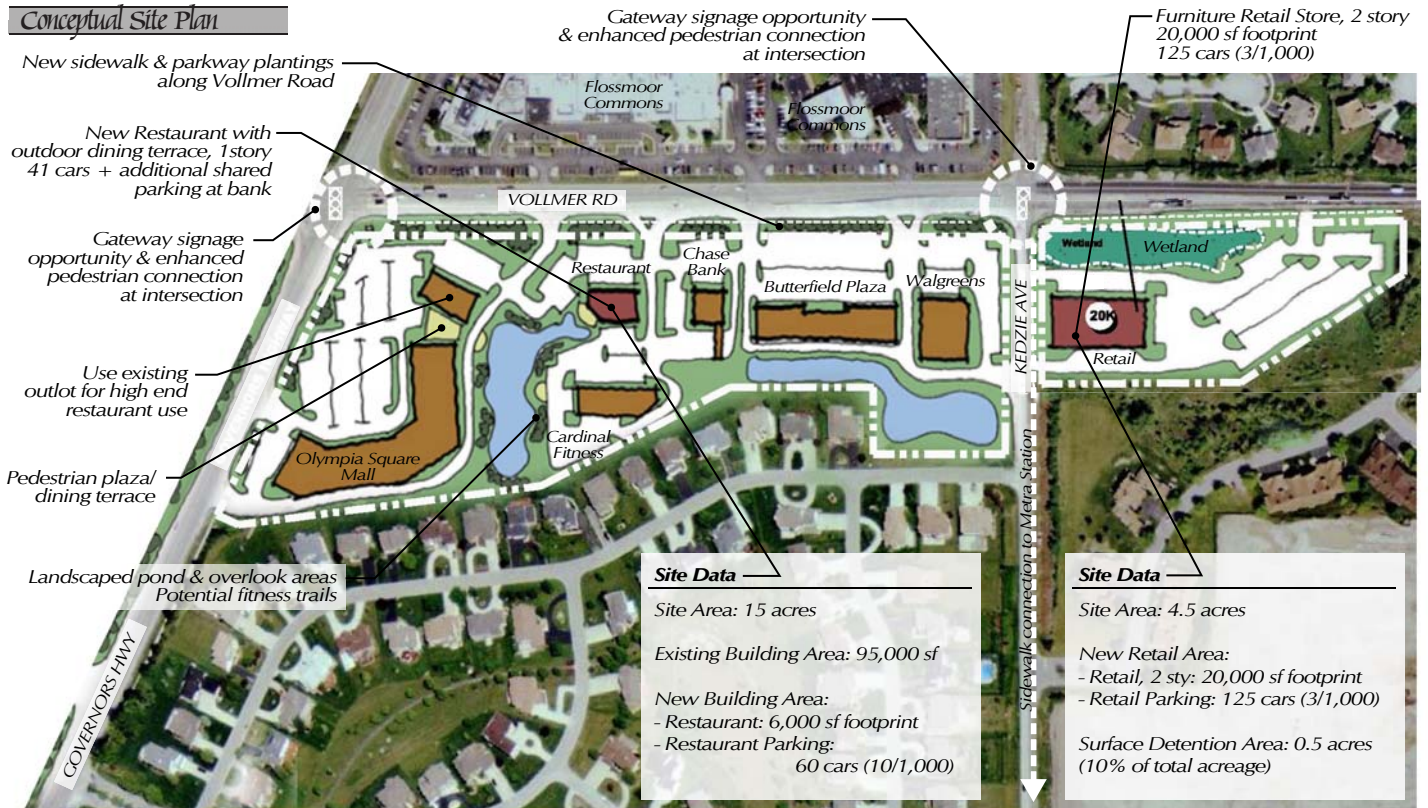 Conceptual Site Plan
Gateway signage opportunity
& enhanced pedestrian connection
at intersection
Furniture Retail Store, 2 story
20,000 sf footprint
125 cars (3/1,000)
New sidewalk & parkway plantings
along Vollmer Road
Flossmoor
Commons
Flossmoor
Commons
New Restaurant with
outdoor dining terrace, 1story
41 cars + additional shared
parking at bank
VOLLMER RD
Gateway signage
opportunity & enhanced
pedestrian connection
at intersection
Restaurant
Chase
Bank
Butterfield Plaza
Walgreens
KEDZIE AVE
Wetland
Wetland
20K
Retail
Use existing
outlot for high end
restaurant use
Cardinal
Fitness
Olympia Square
Mall
Pedestrian plaza/
dining terrace
Landscaped pond & overlook areas
Potential fitness trails
GOVERNORS HWY
Sidewalk connection to Metra Station
Site Data
Site Area: 15 acres
Existing Building Area: 95,000 sf
New Building Area:
- Restaurant: 6,000 sf footprint
- Restaurant Parking:
60 cars (10/1,000)
Site Data
Site Area: 4.5 acres
New Retail Area:
- Retail, 2 sty: 20,000 sf footprint
- Retail Parking: 125 cars (3/1,000)
Surface Detention Area: 0.5 acres
(10% of total acreage)